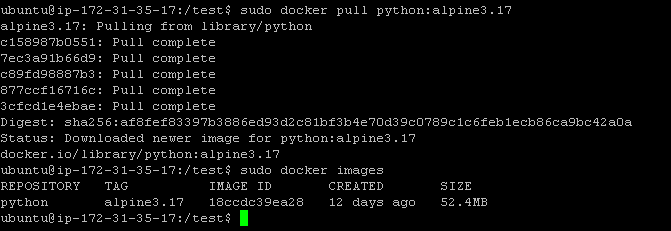 ubuntu@ip-172-31-35-17:/test$ sudo docker pull python:alpine3.17
alpine3.17: Pulling from library/python
c158987b0551: Pull complete
7ec3a91b66d9: Pull complete
c89fd98887b3: Pull complete
877ccf16716c: Pull complete
3cfcd1e4ebae: Pull complete
Digest: sha256:af8fef83397b3886ed93d2c81bf3b4e70d39c0789c1c6feb1ecb86ca9bc42a0a
Status: Downloaded newer image for python:alpine3.17
docker.io/library/python:alpine3.17
ubuntu@ip-172-31-35-17:/test$ sudo docker images
REPOSITORY   TAG          IMAGE ID       CREATED       SIZE
python       alpine3.17   18ccdc39ea28   12 days ago   52.4MB
ubuntu@ip-172-31-35-17:/test$